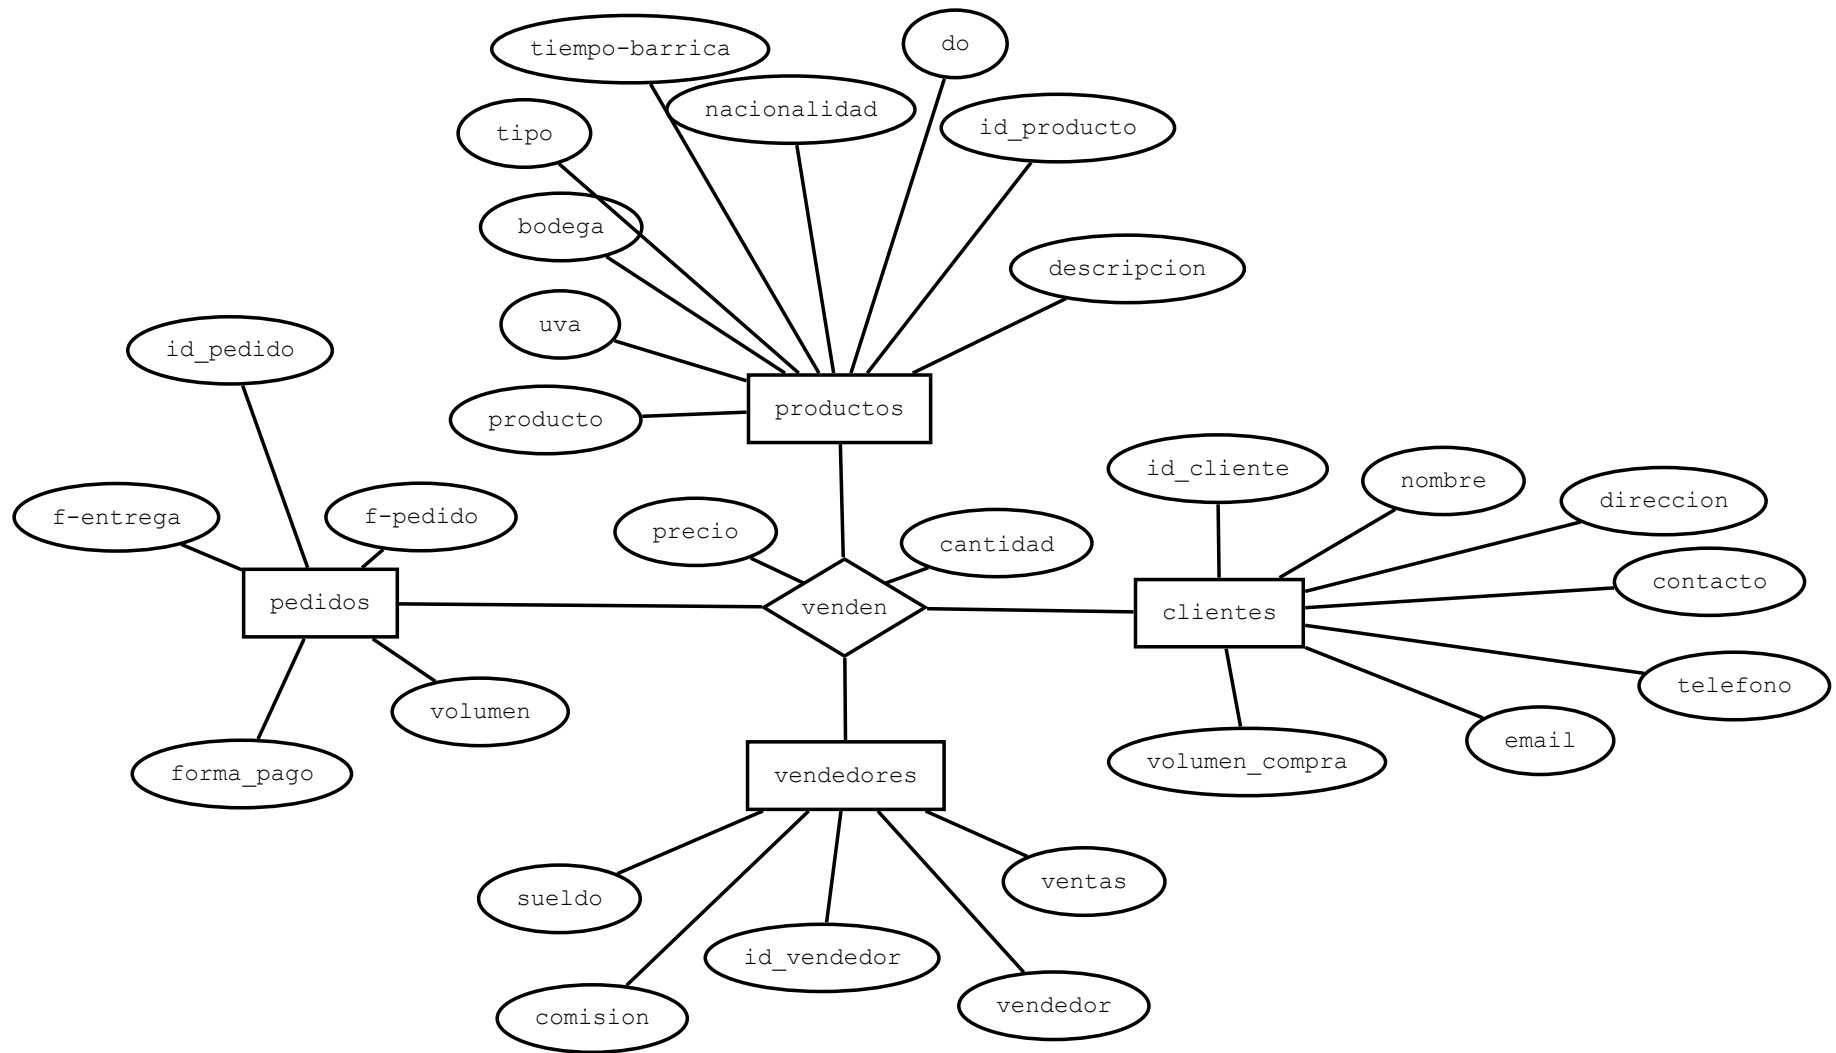 tiempo-barrica
do
nacionalidad
id_producto
tipo
bodega
descripcion
uva
id_pedido
productos
producto
id_cliente
nombre
direccion
f-entrega
f-pedido
precio
cantidad
contacto
pedidos
venden
clientes
telefono
volumen
email
volumen_compra
forma_pago
vendedores
ventas
sueldo
id_vendedor
vendedor
comision